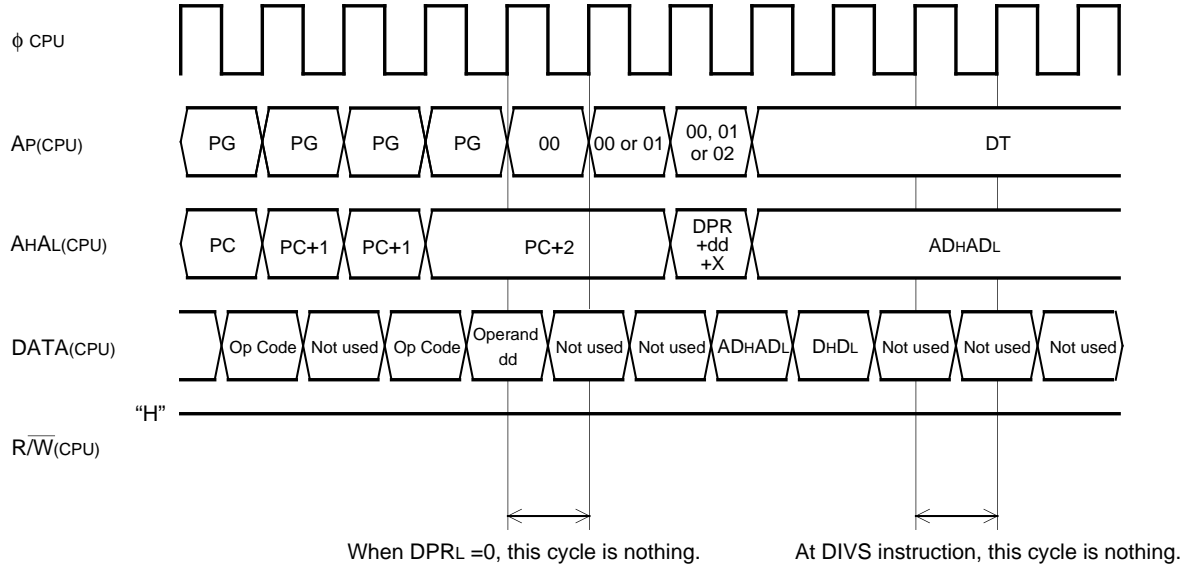 ϕ CPU
AP(CPU)
PG PG PG PG 00 00 or 01 00, 01
or 02 DT
AHAL(CPU)
PC PC+1 PC+1 PC+2 DPR
+dd
+X ADHADL
DATA(CPU)
Op Code Not used Op Code Operand
dd Not used Not used ADHADL DHDL Not used Not used Not used
“H”
R/W̅(CPU)
When DPRL =0, this cycle is nothing.
At DIVS instruction, this cycle is nothing.